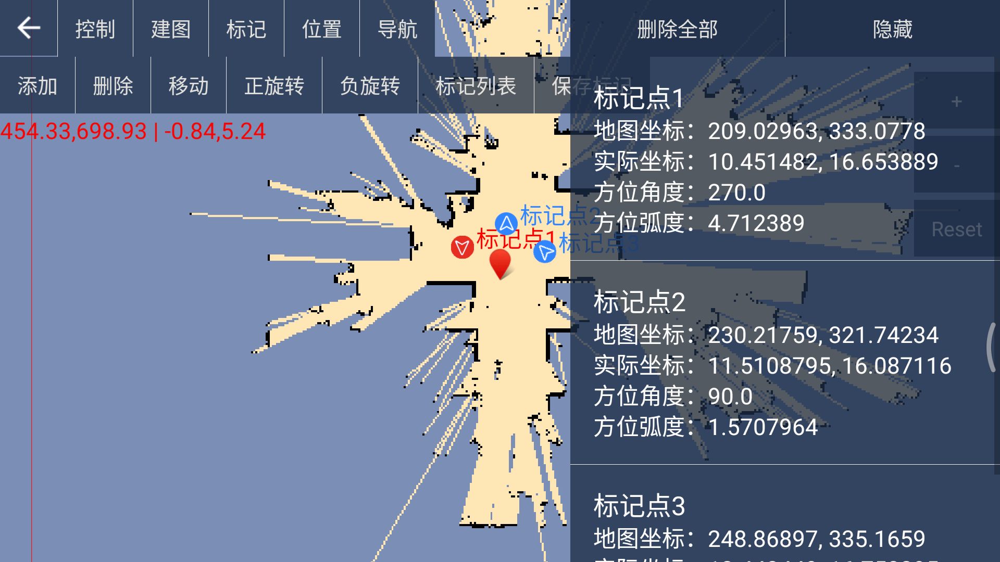 控制 建图 标记 位置 导航 删除全部 隐藏
添加 删除 移动 正旋转 负旋转 标记列表 保存标记
454.33,698.93 | -0.84,5.24
标记点2
标记点1
标记点3
+
-
Reset
标记点1
地图坐标：209.02963, 333.0778
实际坐标：10.451482, 16.653889
方位角度：270.0
方位弧度：4.712389
标记点2
地图坐标：230.21759, 321.74234
实际坐标：11.5108795, 16.087116
方位角度：90.0
方位弧度：1.5707964
标记点3
地图坐标：248.86897, 335.1659